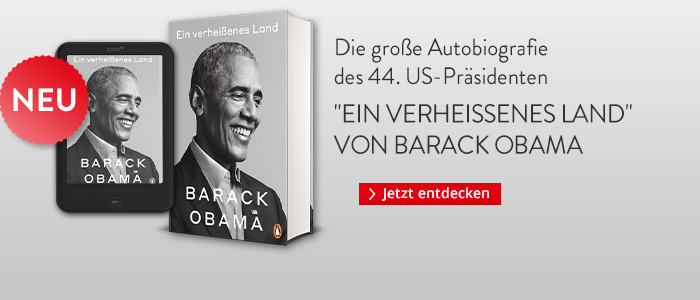 NEU
tolino
Ein verheißenes Land
BARACK
OBAMA
Ein verheißenes Land
BARACK
OBAMA
Die große Autobiografie
des 44. US-Präsidenten
"EIN VERHEISSENES LAND"
VON BARACK OBAMA
Jetzt entdecken